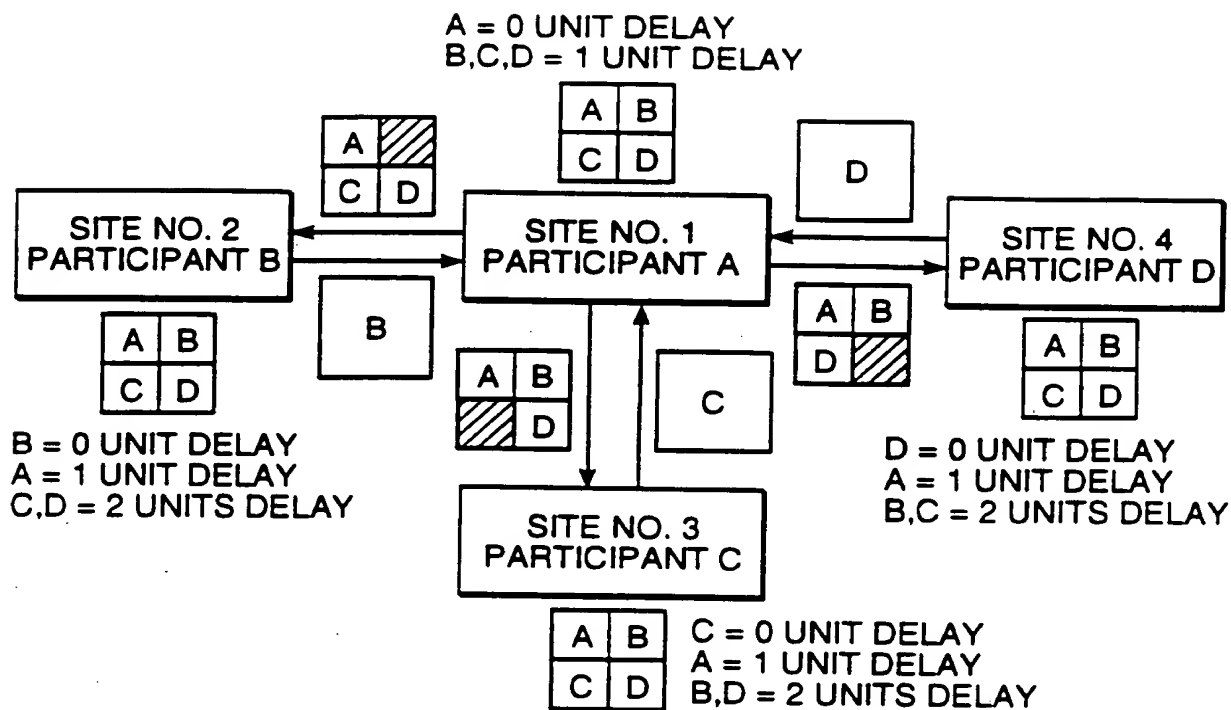 A = 0 UNIT DELAY
B,C,D = 1 UNIT DELAY
A B
C D
A
C D
D
SITE NO. 2
PARTICIPANT B
SITE NO. 1
PARTICIPANT A
SITE NO. 4
PARTICIPANT D
A B
C D
B
A B
D
C
A B
D
A B
C D
B = 0 UNIT DELAY
A = 1 UNIT DELAY
C,D = 2 UNITS DELAY
D = 0 UNIT DELAY
A = 1 UNIT DELAY
B,C = 2 UNITS DELAY
SITE NO. 3
PARTICIPANT C
A B
C D
C = 0 UNIT DELAY
A = 1 UNIT DELAY
B,D = 2 UNITS DELAY